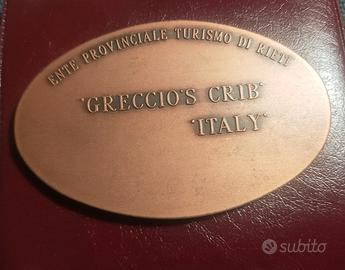 ENTE PROVINCIALE TURISMO DI RIETI
"GRECCIO'S CRIB"
"ITALY"
subito